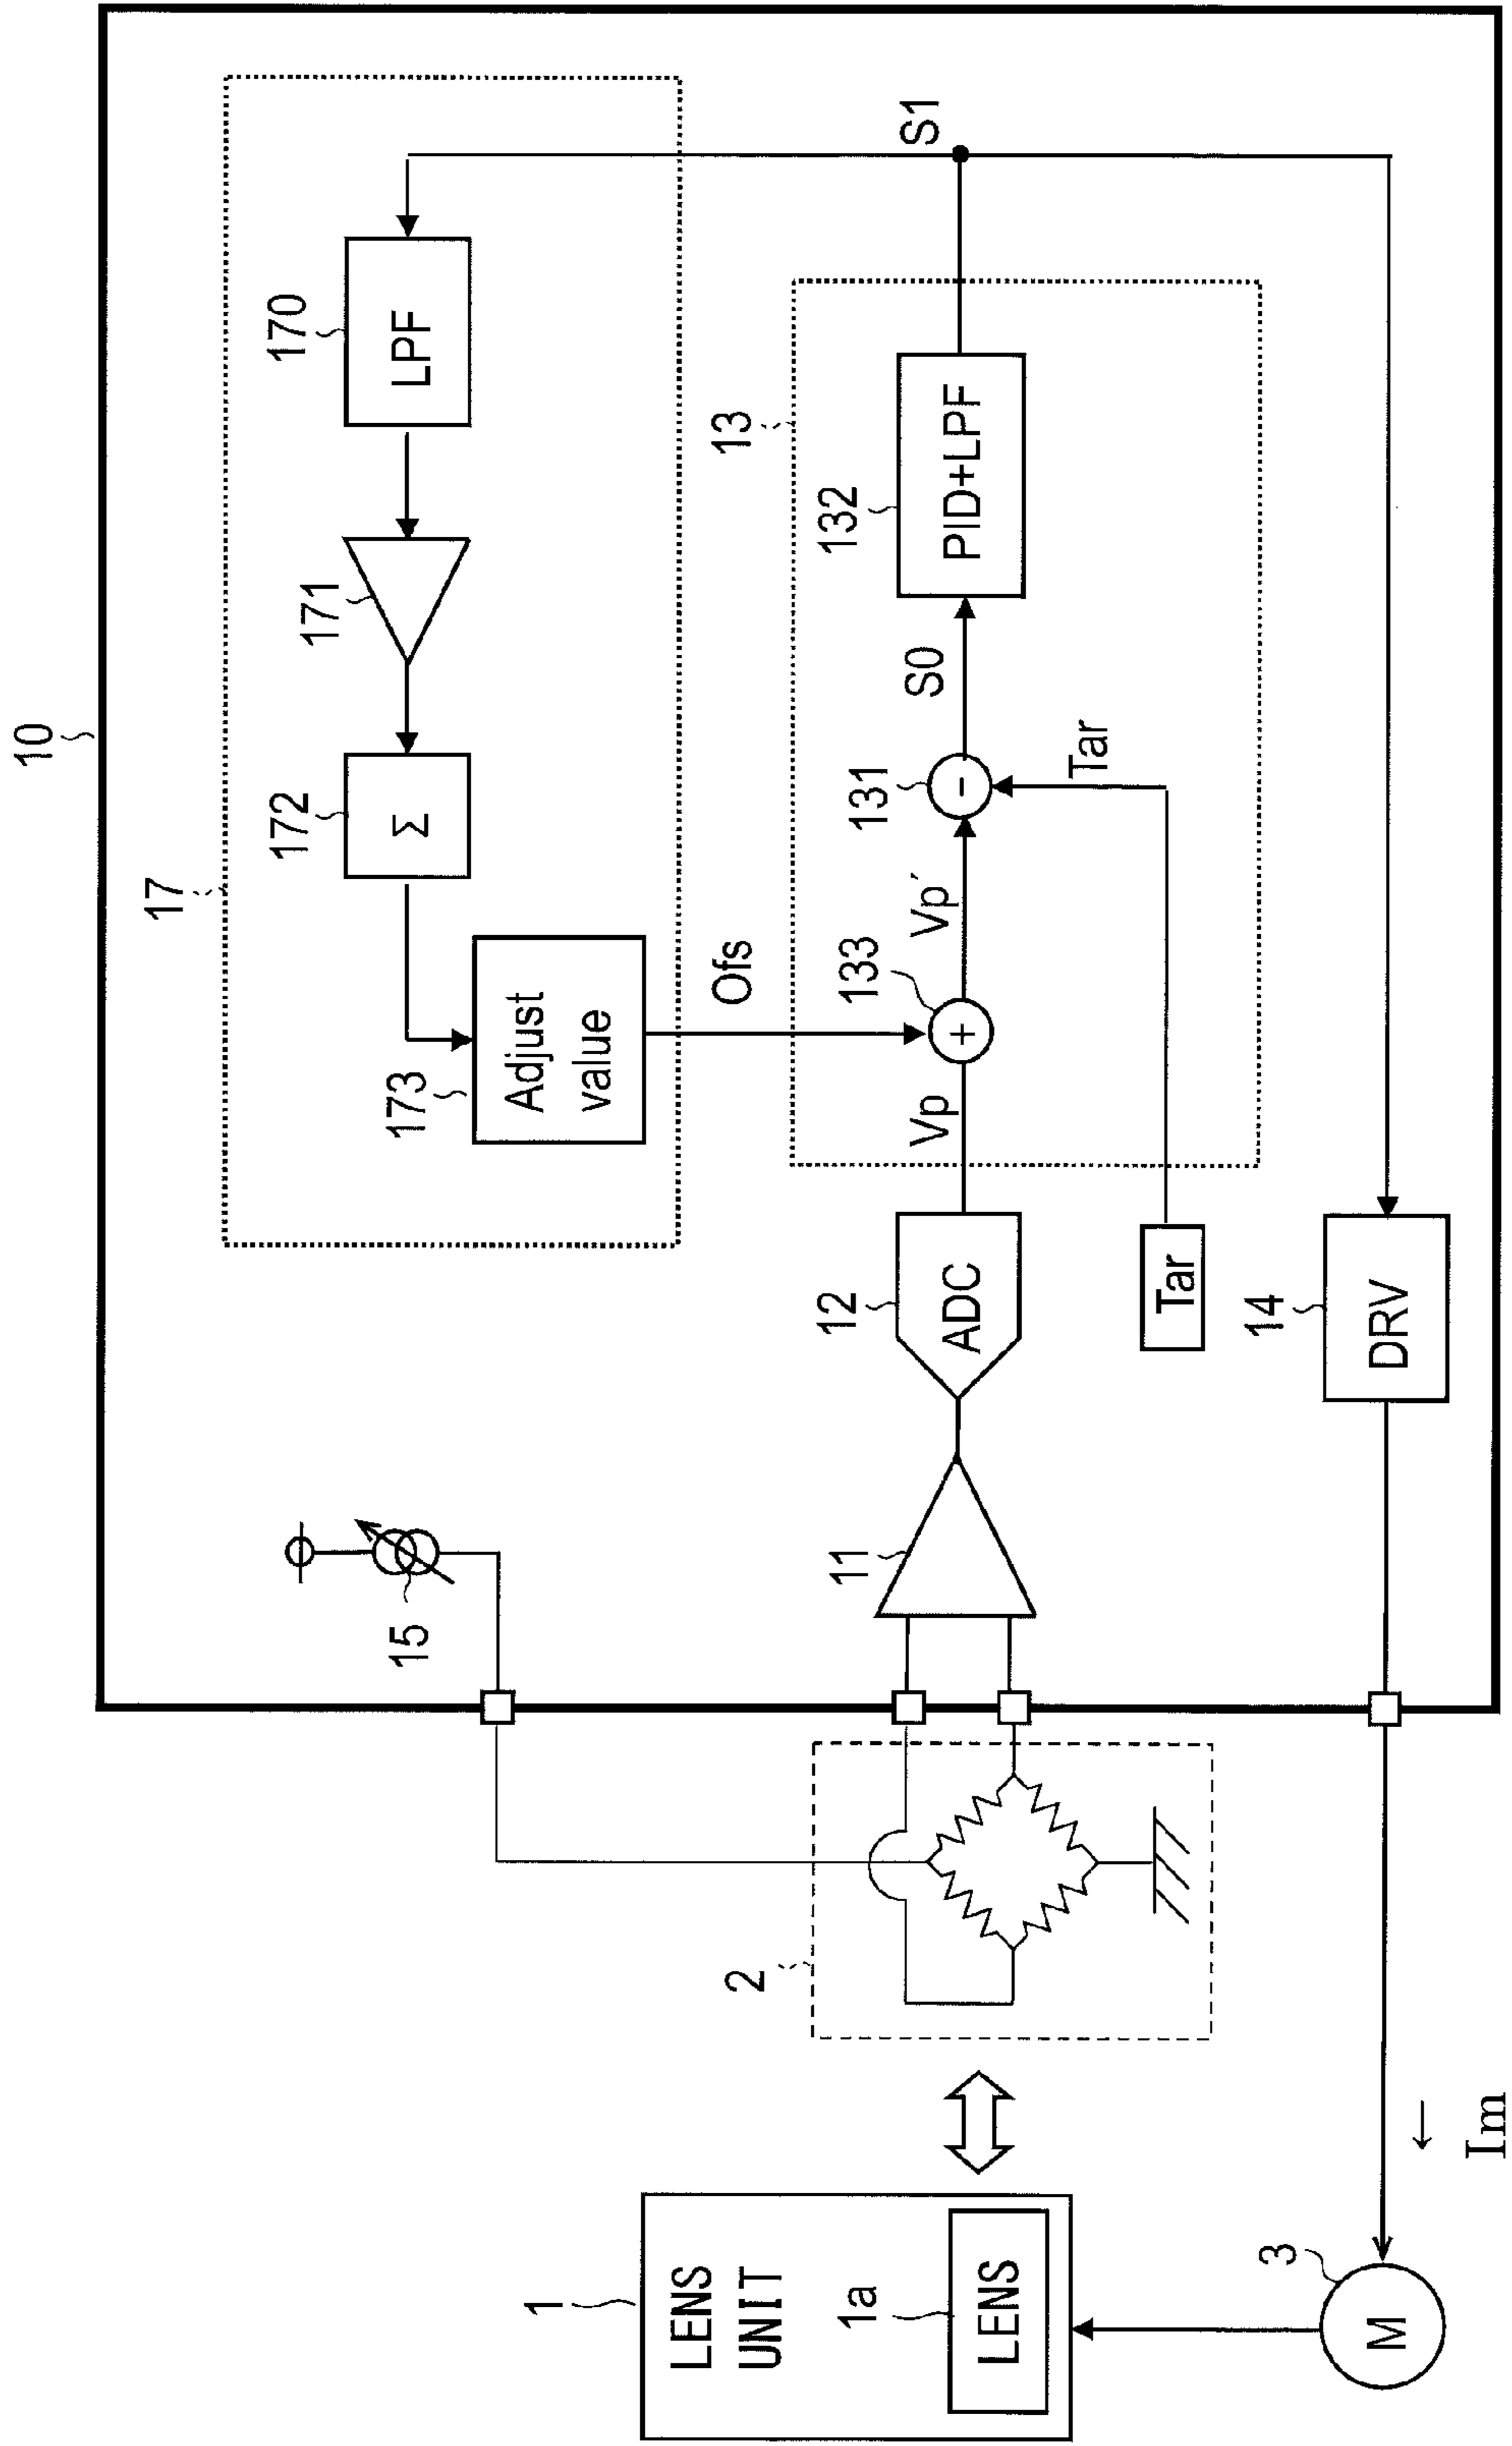 10
17
173
Adjust
value
172
Σ
171
170
LPF
Ofs
15
13
11
12
ADC
Vp
133
+
Vp´
131
-
S0
132
PID+LPF
S1
Tar
Tar
14
DRV
2
1
LENS
UNIT
1a
LENS
3
M
Im